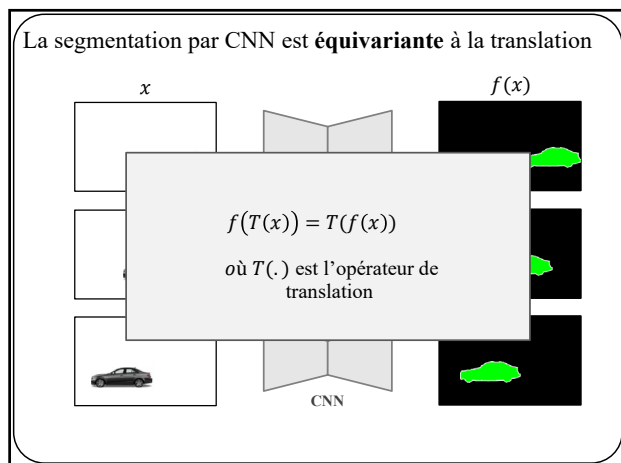 La segmentation par CNN est équivariante à la translation
x
f(x)
f(T(x)) = T(f(x))
où T(.) est l’opérateur de
translation
CNN